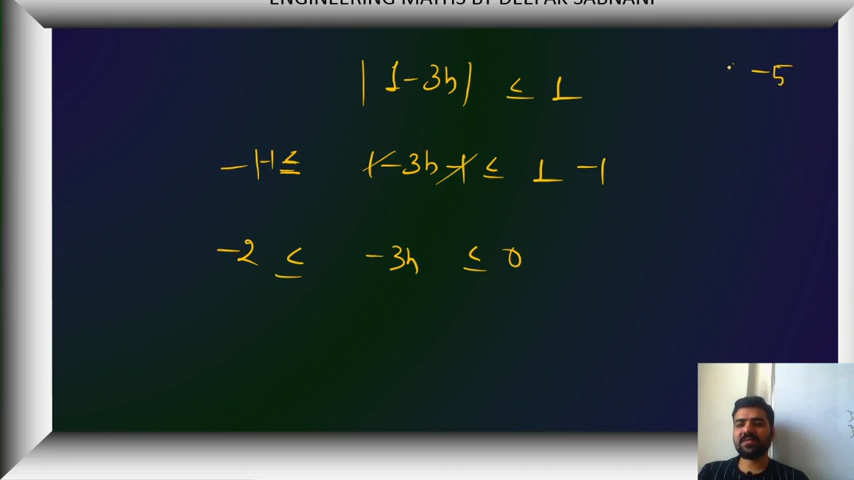 ENGINEERING MATHS BY DEEPAK SABNANI
|1-3h| ≤ 1
-5
-1-1 ≤ 1-3h-1 ≤ 1-1
-2 ≤ -3h ≤ 0